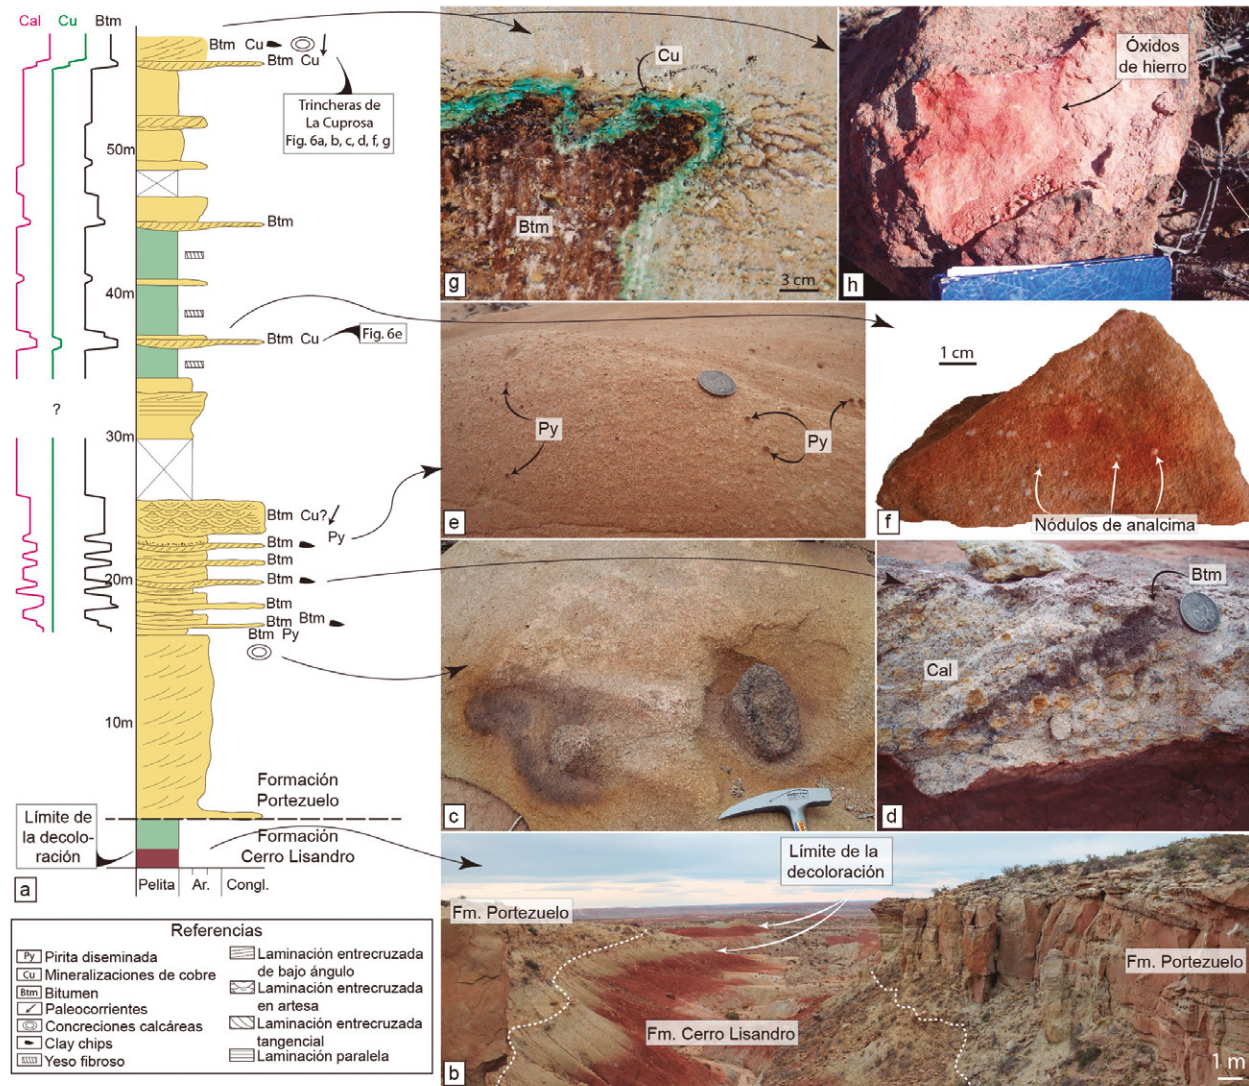 Cal Cu Btm
Btm Cu
Btm Cu
Trincheras de
La Cuprosa
Fig. 6a, b, c, d, f, g
50m
Btm
40m
Btm Cu
Fig. 6e
?
30m
Btm Cu?
Py
Btm
Btm
20m
Btm
Btm
Btm Btm
Btm Py
10m
Formación
Portezuelo
Límite de
la decolo-
ración
Formación
Cerro Lisandro
a
Pelita Ar. Congl.
Referencias
Py Pirita diseminada
Cu Mineralizaciones de cobre
Btm Bitumen
Paleocorrientes
Concreciones calcáreas
Clay chips
Yeso fibroso
Laminación entrecruzada
de bajo ángulo
Laminación entrecruzada
en artesa
Laminación entrecruzada
tangencial
Laminación paralela
Cu
Btm
g
3 cm
Óxidos
de hierro
h
Py
Py
e
1 cm
Nódulos de analcima
f
c
Btm
Cal
d
Límite de la
decoloración
Fm. Portezuelo
Fm. Portezuelo
Fm. Cerro Lisandro
b
1 m